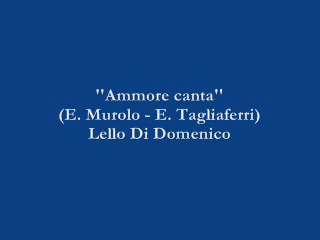 "Ammore canta"
(E. Murolo - E. Tagliaferri)
Lello Di Domenico